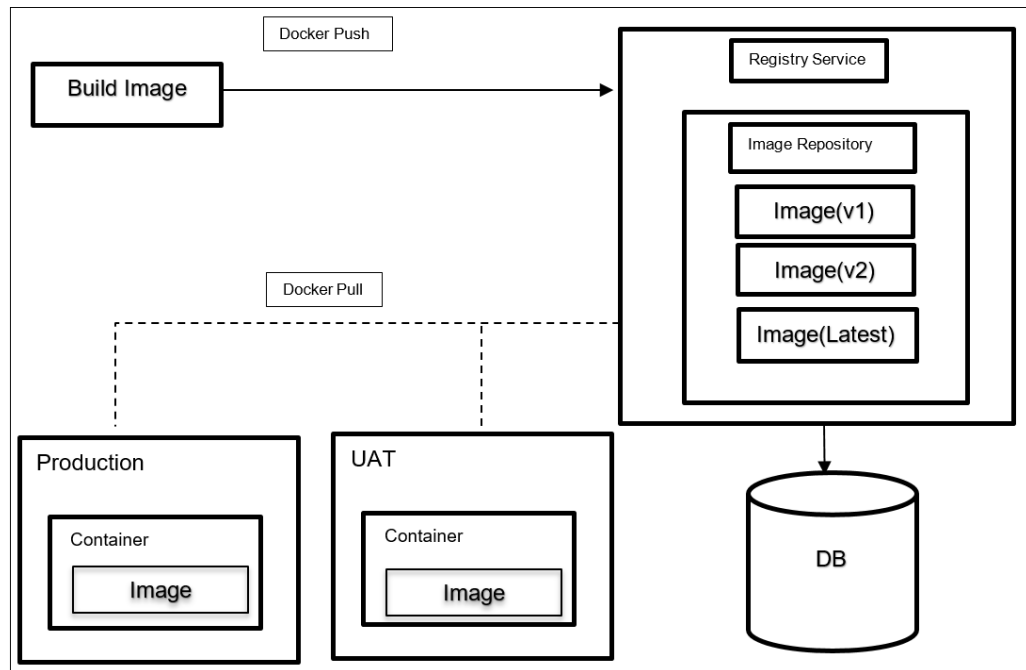 Docker Push
Build Image
Registry Service
Image Repository
Image(v1)
Image(v2)
Image(Latest)
Docker Pull
Production
Container
Image
UAT
Container
Image
DB